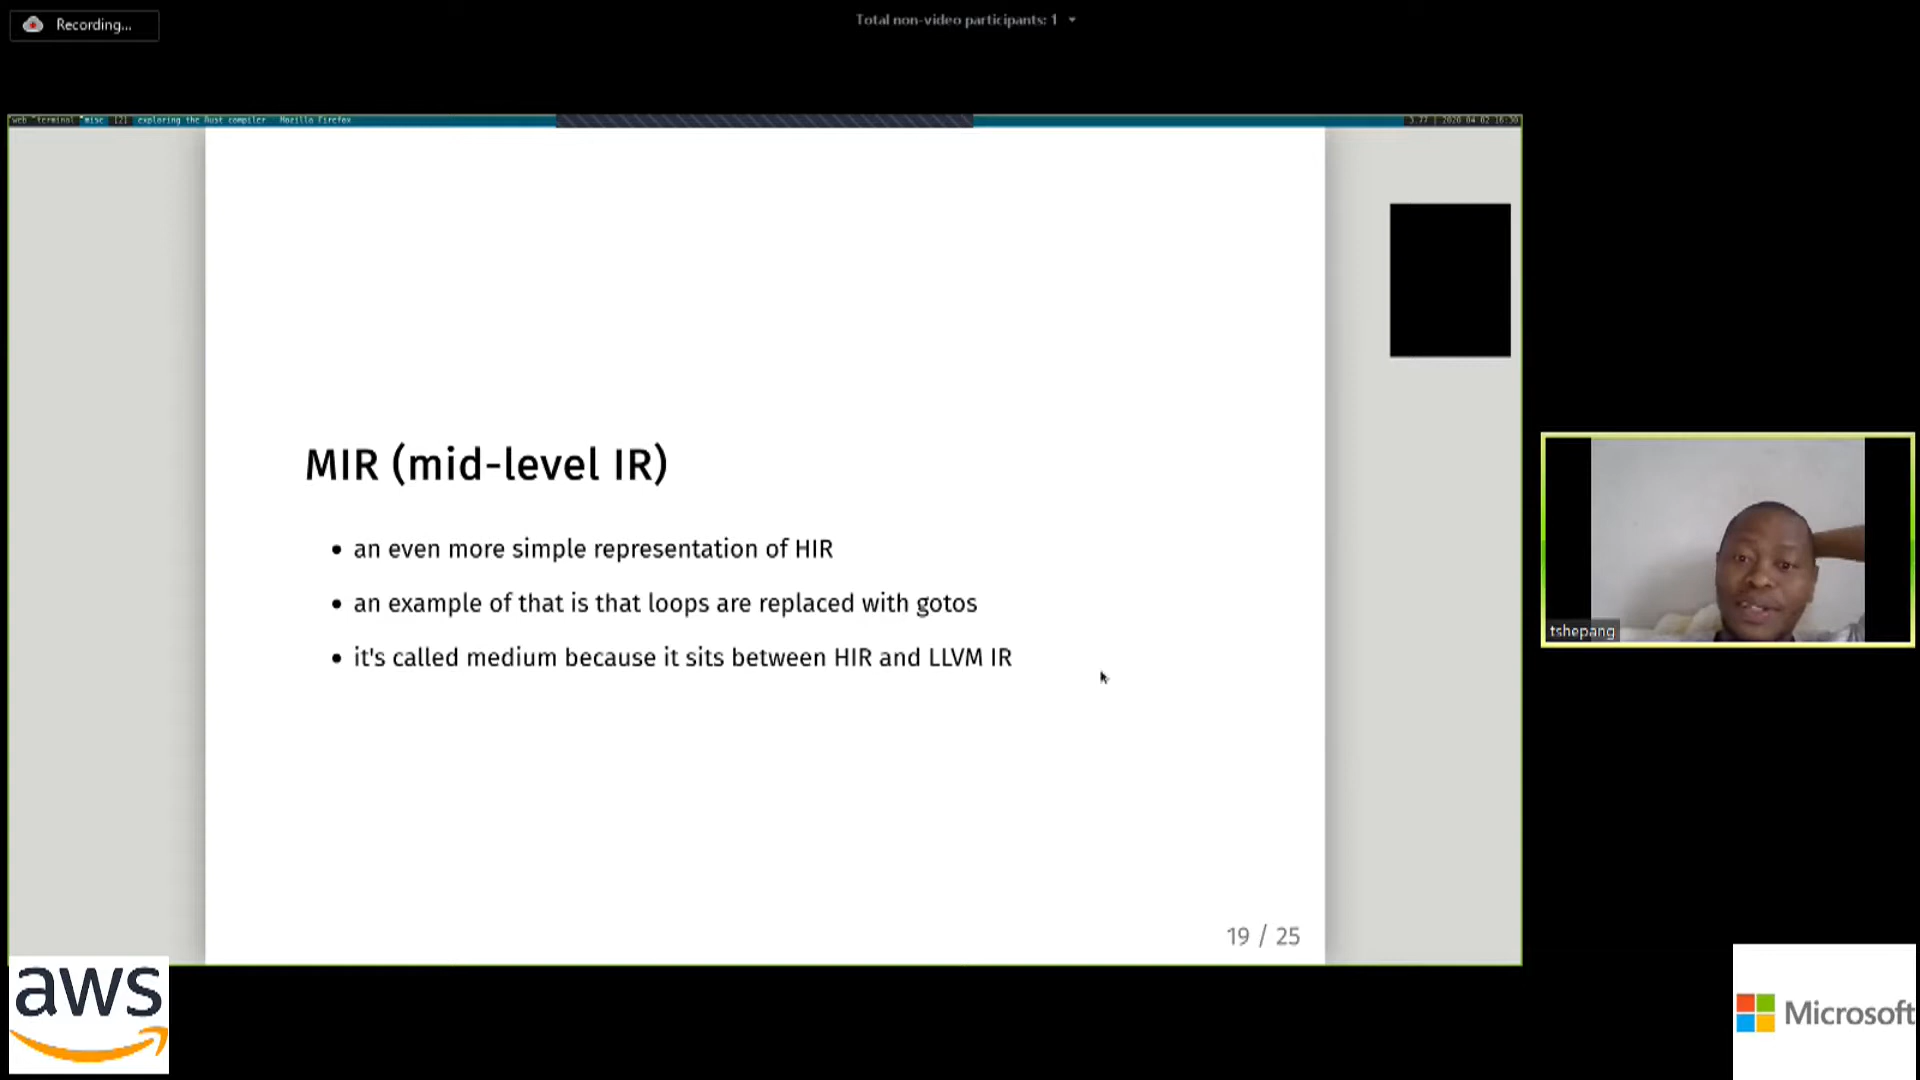 Recording...
Total non-video participants: 1
web *terminal *misc [2] exploring the Rust compiler Mozilla Firefox
3.77 | 2020 04 02 16:30
MIR (mid-level IR)
an even more simple representation of HIR
an example of that is that loops are replaced with gotos
it's called medium because it sits between HIR and LLVM IR
19 / 25
tshepang
aws
Microsoft